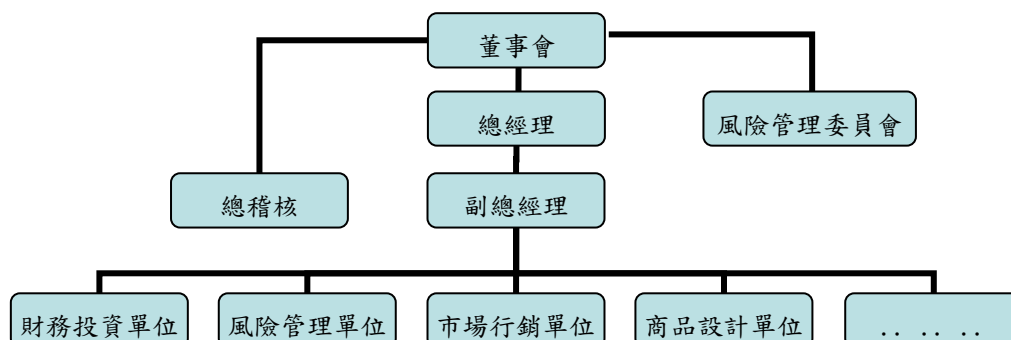 董事會
總經理
風險管理委員會
總稽核
副總經理
財務投資單位
風險管理單位
市場行銷單位
商品設計單位
.. .. ..